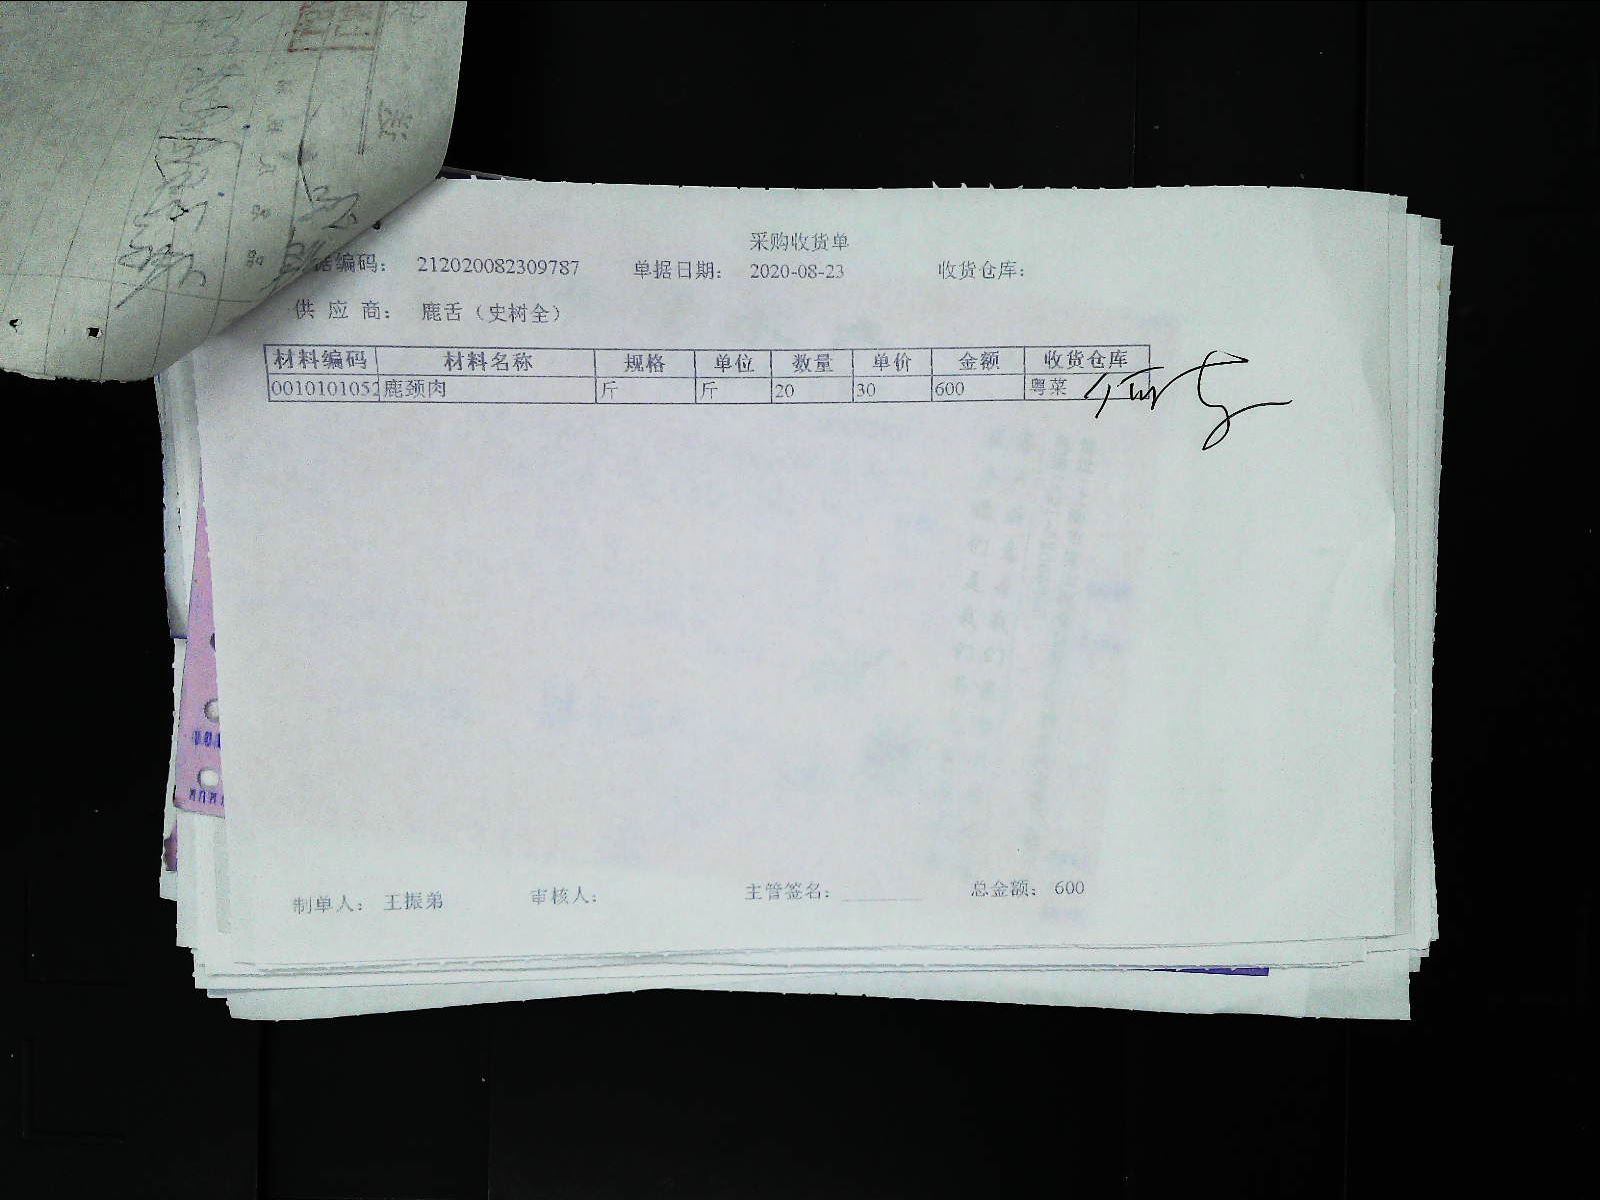 采购收货单
据编码： 212020082309787 单据日期： 2020-08-23 收货仓库：
供 应 商： 鹿舌（史树全）
材料编码 材料名称 规格 单位 数量 单价 金额 收货仓库
0010101052 鹿颈肉 斤 斤 20 30 600 粤菜
制单人： 王振弟 审核人： 主管签名： 总金额： 600